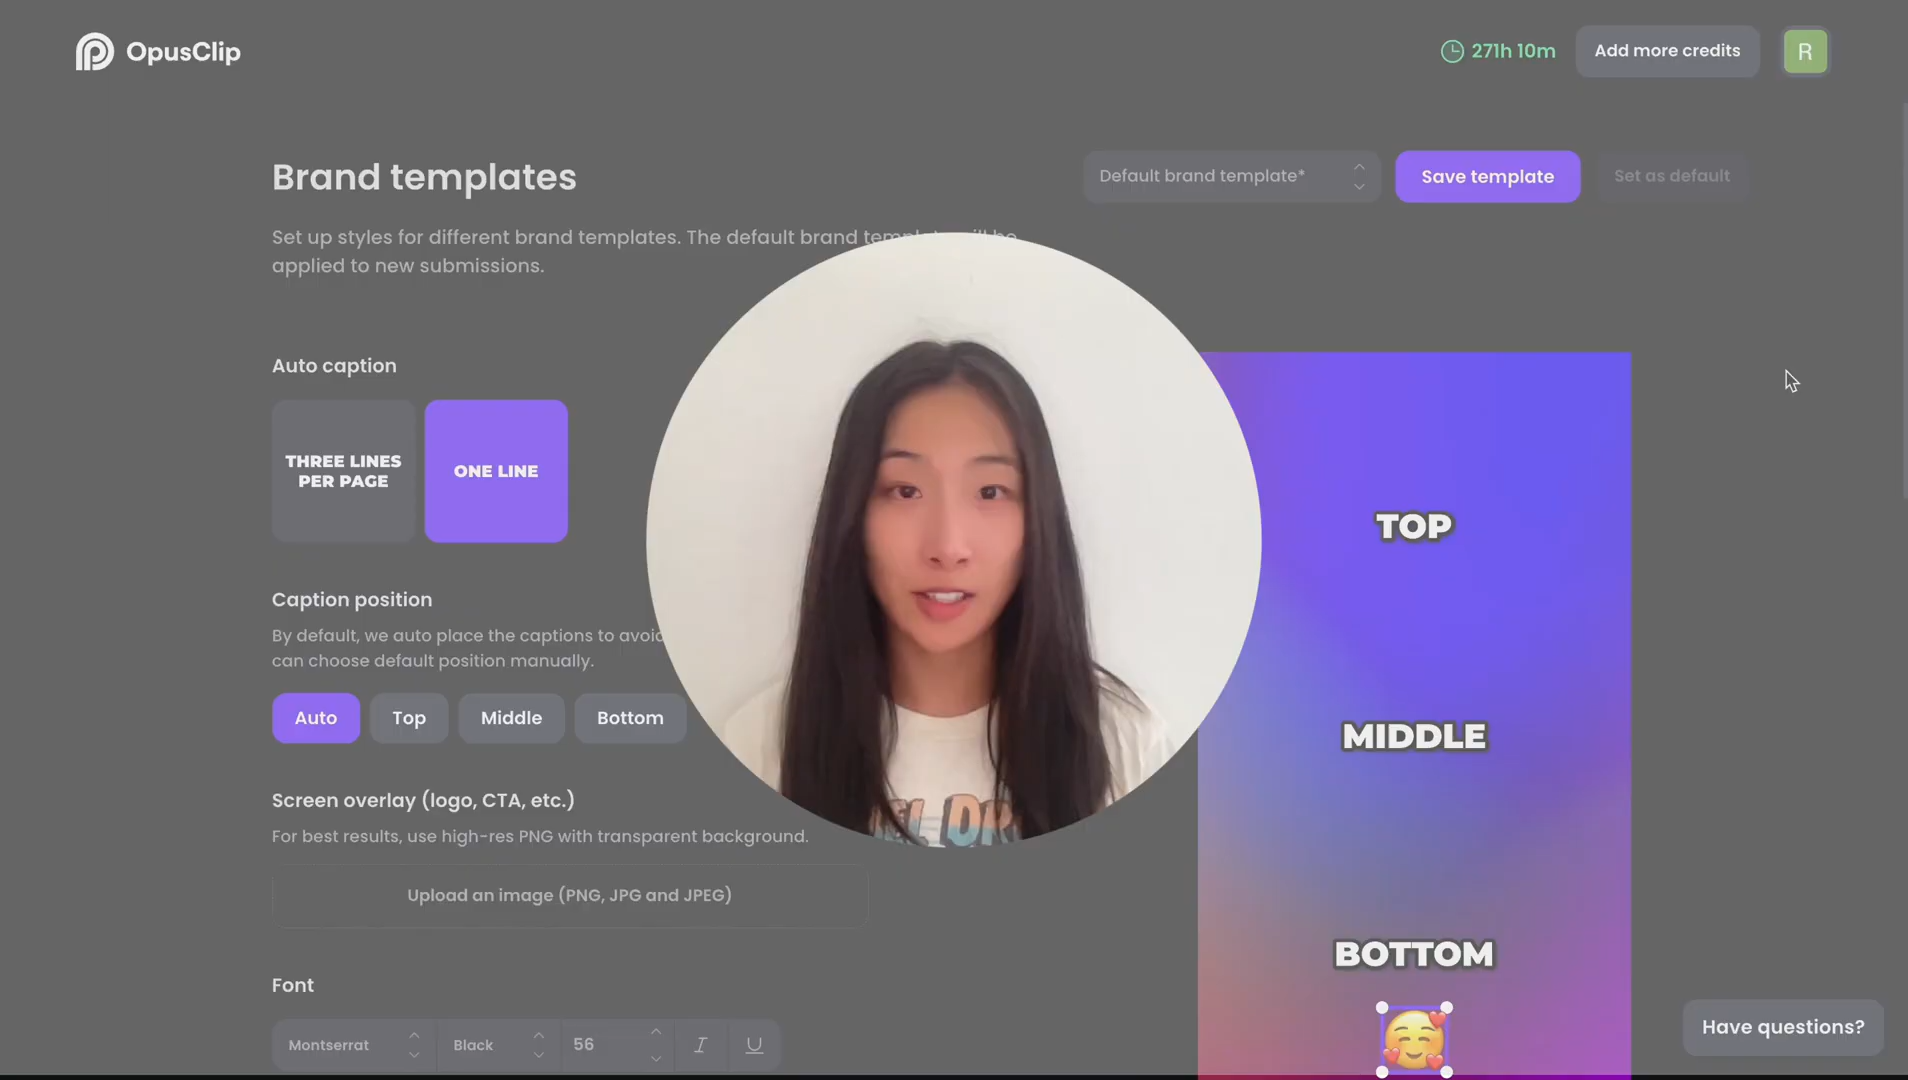 OpusClip
271h 10m
Add more credits
R
Brand templates
Default brand template*
Save template
Set as default
Set up styles for different brand templates. The default brand template will be
applied to new submissions.
Auto caption
THREE LINES
PER PAGE
ONE LINE
TOP
Caption position
By default, we auto place the captions to avoid
can choose default position manually.
Auto
Top
Middle
Bottom
MIDDLE
Screen overlay (logo, CTA, etc.)
For best results, use high-res PNG with transparent background.
Upload an image (PNG, JPG and JPEG)
BOTTOM
Font
Have questions?
Montserrat
Black
56
I
U